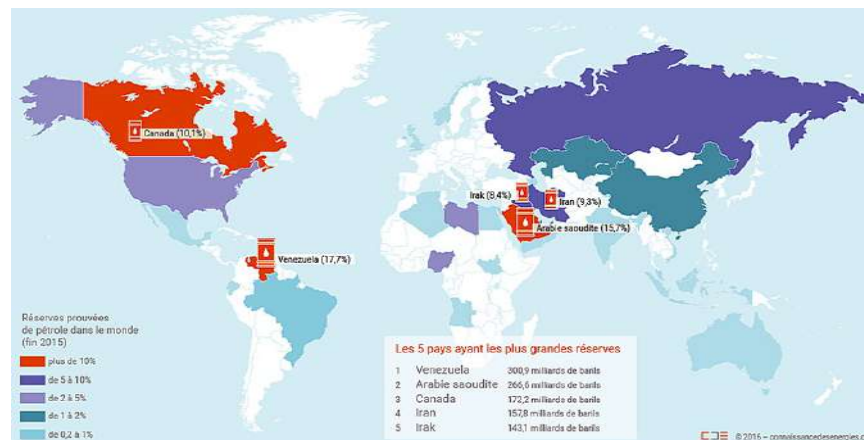 Canada (10,1%)
Irak (8,4%)
Iran (9,3%)
Arabie saoudite (15,7%)
Venezuela (17,7%)
Réserves prouvées
de pétrole dans le monde
(fin 2015)
plus de 10%
de 5 à 10%
de 2 à 5%
de 1 à 2%
de 0,2 à 1%
Les 5 pays ayant les plus grandes réserves
1 Venezuela 300,9 milliards de barils
2 Arabie saoudite 266,6 milliards de barils
3 Canada 172,2 milliards de barils
4 Iran 157,8 milliards de barils
5 Irak 143,1 milliards de barils
© 2016 – connaissancedesenergies.o